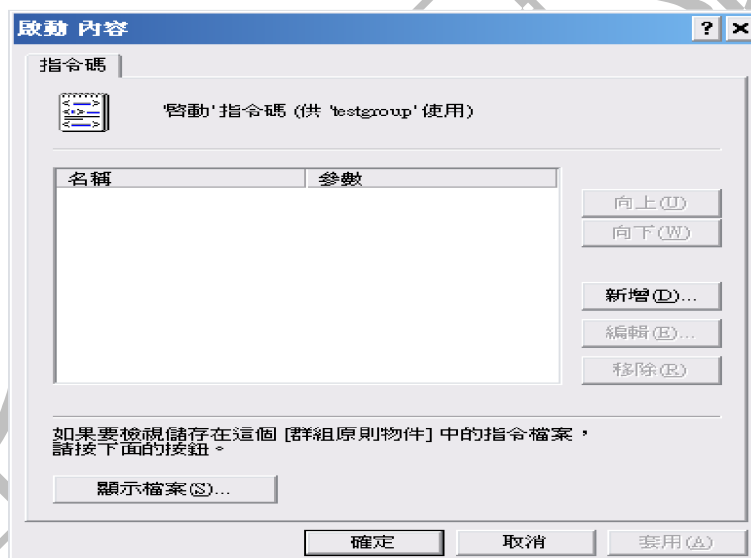 啟動 內容
指令碼
'啓動'指令碼 (供 'testgroup' 使用)
名稱 參數
向上(U)
向下(W)
新增(D)...
編輯(E)...
移除(R)
如果要檢視儲存在這個 [群組原則物件] 中的指令檔案，
請按下面的按鈕。
顯示檔案(S)...
確定 取消 套用(A)